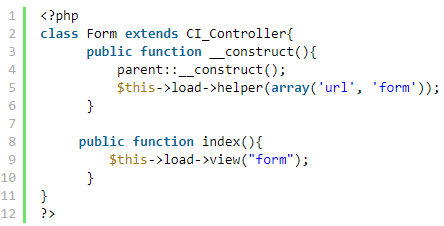 1 <?php
2 class Form extends CI_Controller{
3 public function __construct(){
4 parent::__construct();
5 $this->load->helper(array('url', 'form'));
6 }
7
8 public function index(){
9 $this->load->view("form");
10 }
11 }
12 ?>